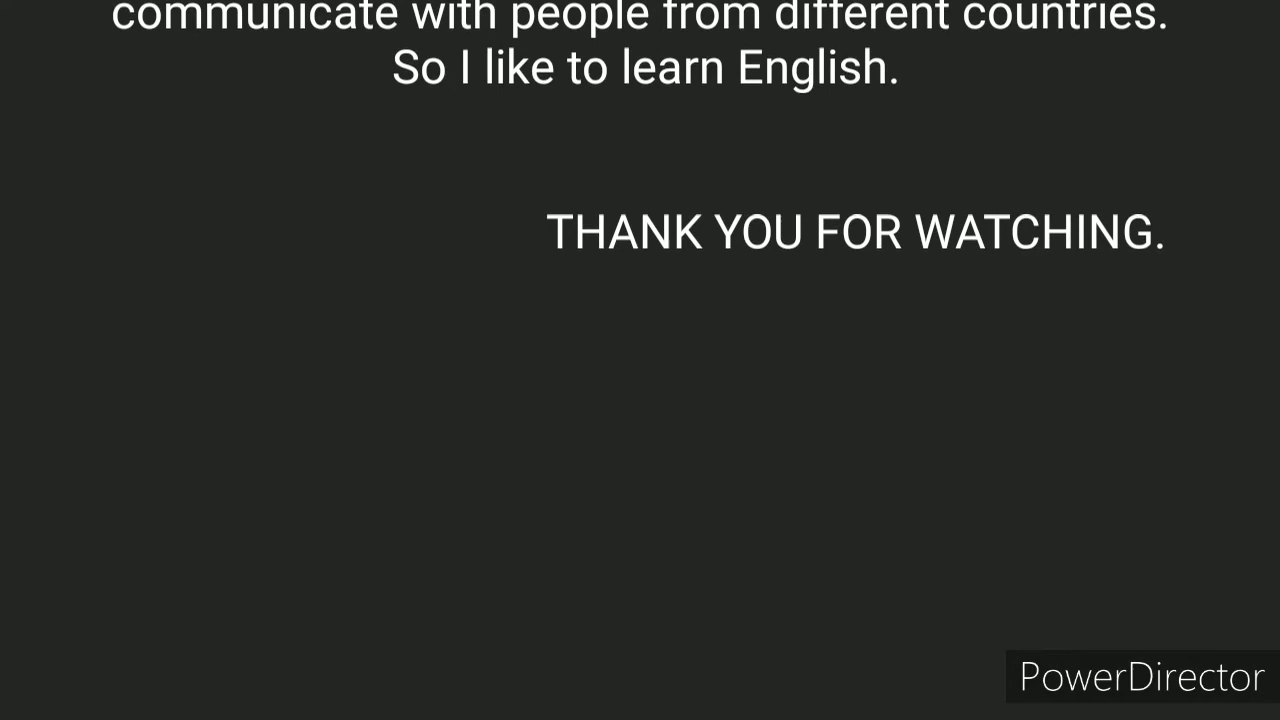 communicate with people from different countries.
So I like to learn English.
THANK YOU FOR WATCHING.
PowerDirector